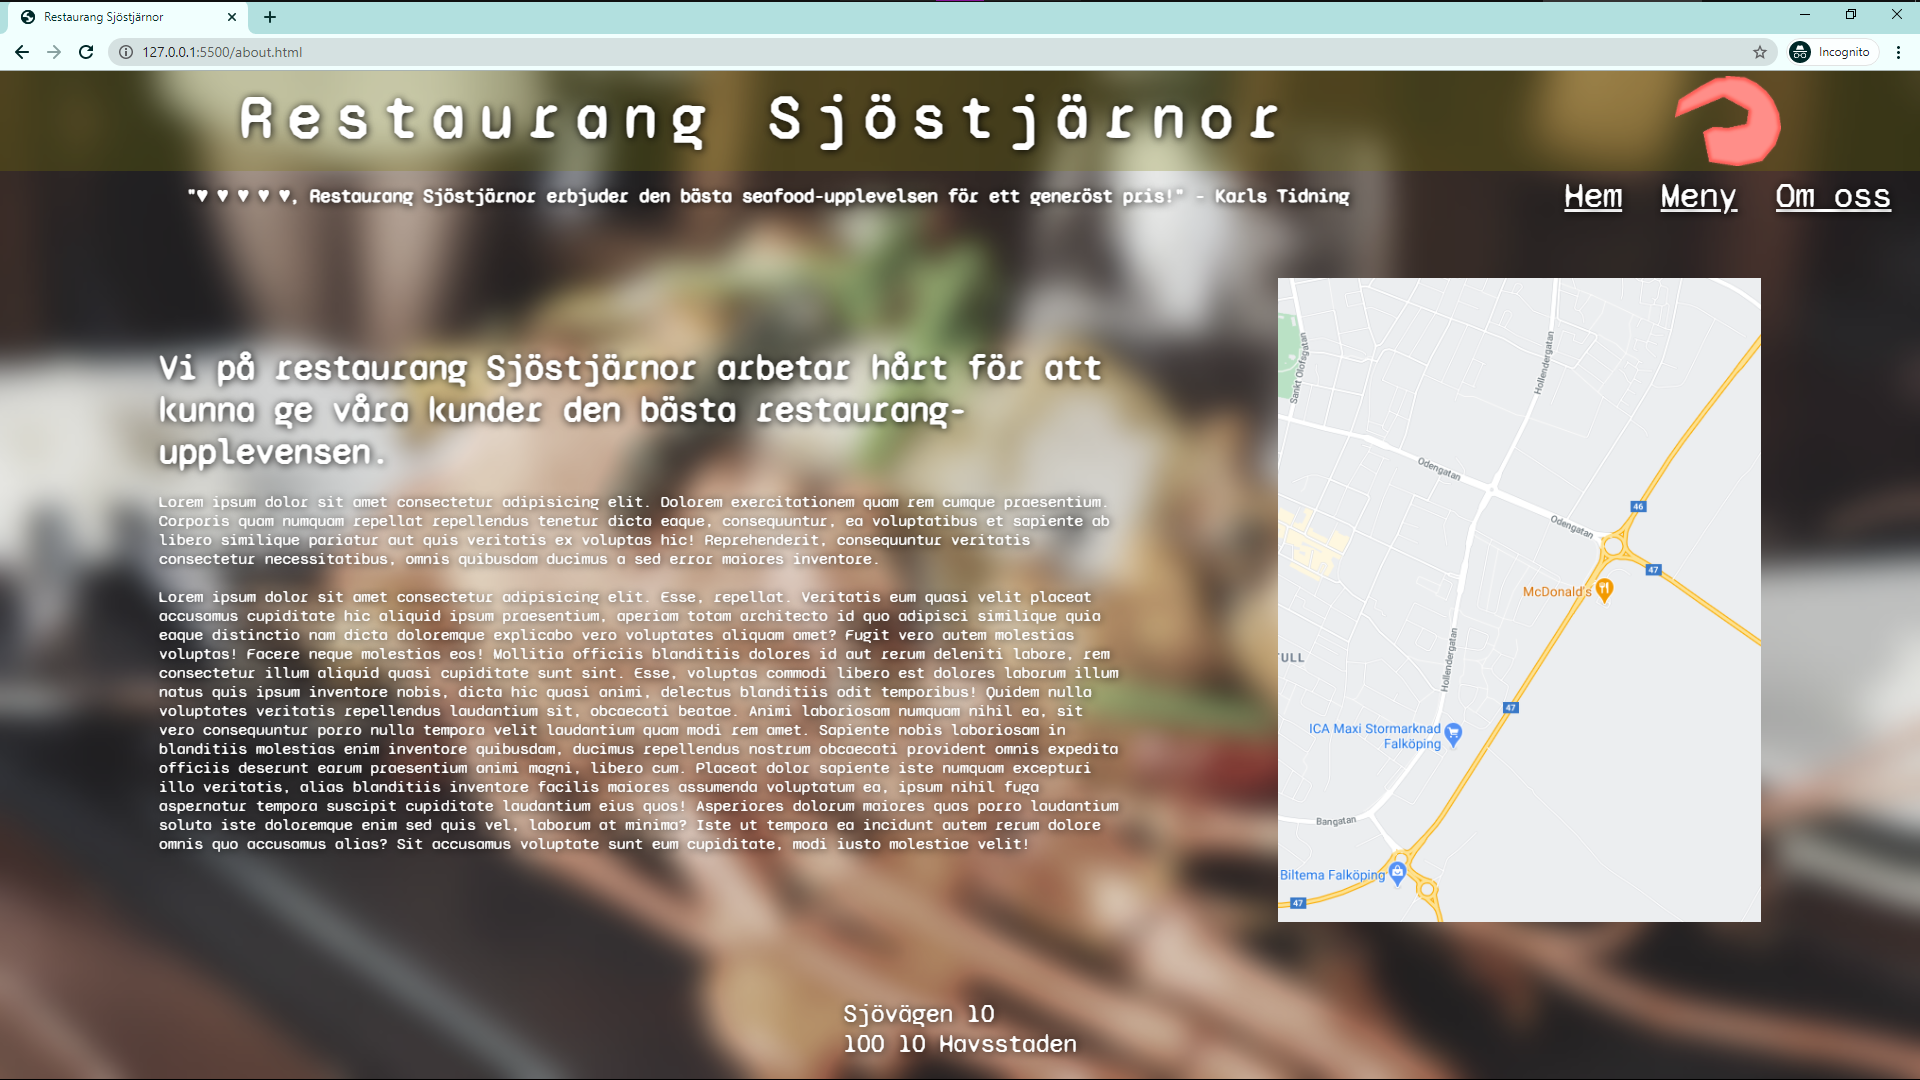 Restaurang Sjöstjärnor
127.0.0.1:5500/about.html
Incognito
Restaurang Sjöstjärnor
"♥ ♥ ♥ ♥ ♥, Restaurang Sjöstjärnor erbjuder den bästa seafood-upplevelsen för ett generöst pris!" - Karls Tidning
Hem Meny Om oss
Vi på restaurang Sjöstjärnor arbetar hårt för att
kunna ge våra kunder den bästa restaurang-
upplevensen.
Lorem ipsum dolor sit amet consectetur adipisicing elit. Dolorem exercitationem quam rem cumque praesentium.
Corporis quam numquam repellat repellendus tenetur dicta eaque, consequuntur, ea voluptatibus et sapiente ab
libero similique pariatur aut quis veritatis ex voluptas hic! Reprehenderit, consequuntur veritatis
consectetur necessitatibus, omnis quibusdam ducimus a sed error maiores inventore.
Lorem ipsum dolor sit amet consectetur adipisicing elit. Esse, repellat. Veritatis eum quasi velit placeat
accusamus cupiditate hic aliquid ipsum praesentium, aperiam totam architecto id quo adipisci similique quia
eaque distinctio nam dicta doloremque explicabo vero voluptates aliquam amet? Fugit vero autem molestias
voluptas! Facere neque molestias eos! Mollitia officiis blanditiis dolores id aut rerum deleniti labore, rem
consectetur illum aliquid quasi cupiditate sunt sint. Esse, voluptas commodi libero est dolores laborum illum
natus quis ipsum inventore nobis, dicta hic quasi animi, delectus blanditiis odit temporibus! Quidem nulla
voluptates veritatis repellendus laudantium sit, obcaecati beatae. Animi laboriosam numquam nihil ea, sit
vero consequuntur porro nulla tempora velit laudantium quam modi rem amet. Sapiente nobis laboriosam in
blanditiis molestias enim inventore quibusdam, ducimus repellendus nostrum obcaecati provident omnis expedita
officiis deserunt earum praesentium animi magni, libero cum. Placeat dolor sapiente iste numquam excepturi
illo veritatis, alias blanditiis inventore facilis maiores assumenda voluptatum ea, ipsum nihil fuga
aspernatur tempora suscipit cupiditate laudantium eius quos! Asperiores dolorum maiores quas porro laudantium
soluta iste doloremque enim sed quis vel, laborum at minima? Iste ut tempora ea incidunt autem rerum dolore
omnis quo accusamus alias? Sit accusamus voluptate sunt eum cupiditate, modi iusto molestiae velit!
Sankt Olofsgatan
Hollendergatan
Odengatan
46
Odengatan
47
McDonald's
Hollendergatan
TULL
47
ICA Maxi Stormarknad
Falköping
Bangatan
Biltema Falköping
47
Sjövägen 10
100 10 Havsstaden